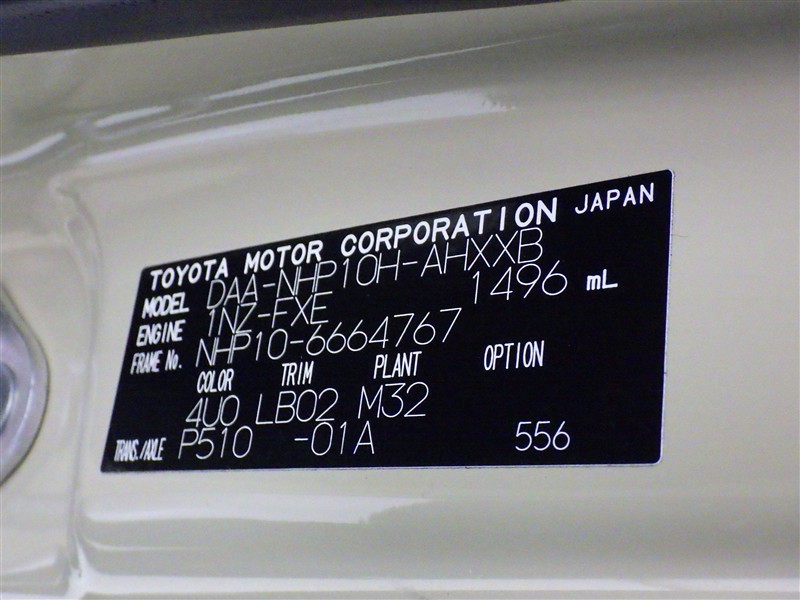 TOYOTA MOTOR CORPORATION JAPAN
MODEL DAA-NHP10H-AHXXB
ENGINE 1NZ-FXE 1496 mL
FRAME No. NHP10-6664767
COLOR TRIM PLANT OPTION
4U0 LB02 M32
TRANS./AXLE P510 -01A 556